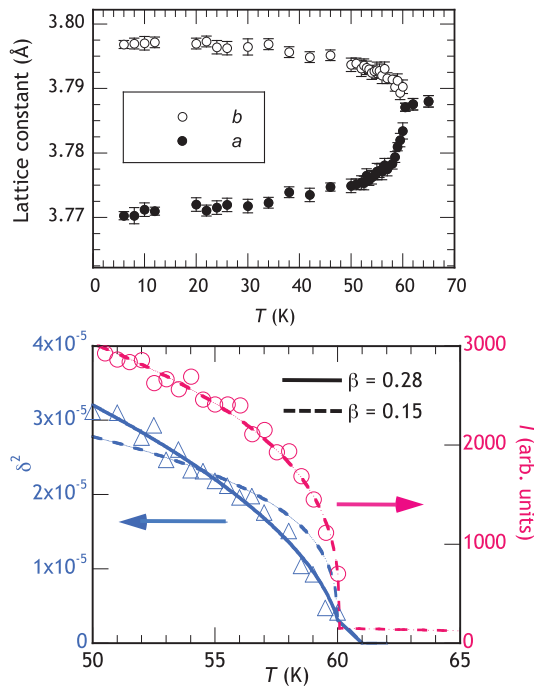 3.80
3.79
3.78
3.77
Lattice constant (Å)
b
a
0 10 20 30 40 50 60 70
T (K)
4x10⁻⁵
3x10⁻⁵
2x10⁻⁵
1x10⁻⁵
0
δ²
β = 0.28
β = 0.15
3000
2000
1000
0
I (arb. units)
50 55 60 65
T (K)